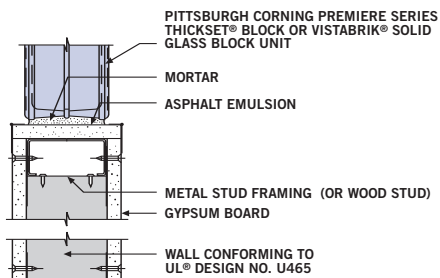 PITTSBURGH CORNING PREMIERE SERIES
THICKSET® BLOCK OR VISTABRIK® SOLID
GLASS BLOCK UNIT
MORTAR
ASPHALT EMULSION
METAL STUD FRAMING (OR WOOD STUD)
GYPSUM BOARD
WALL CONFORMING TO
UL® DESIGN NO. U465